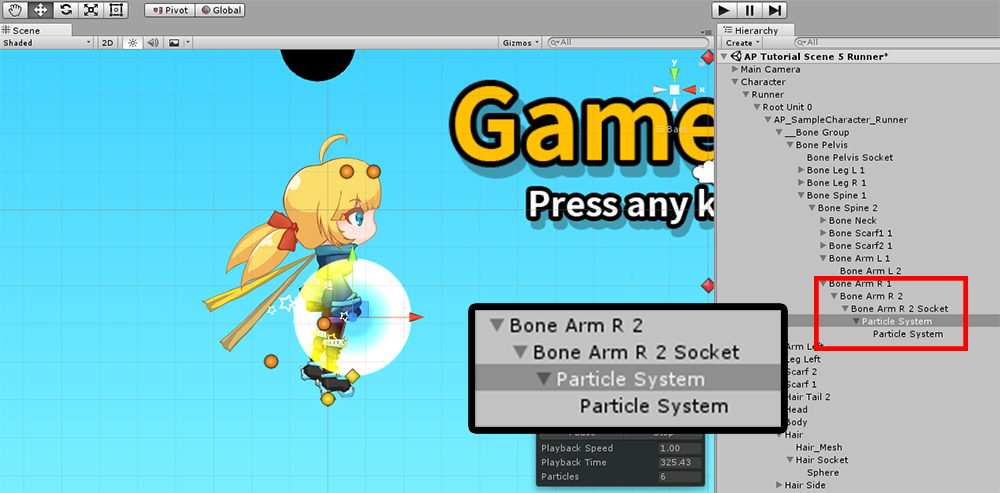 Pivot Global
Scene
Shaded 2D Gizmos All
Game
Press any k
y
x
Back
Bone Arm R 2
Bone Arm R 2 Socket
Particle System
Particle System
Playback Speed 1.00
Playback Time 325.43
Particles 6
Hierarchy
Create All
AP Tutorial Scene 5 Runner*
Main Camera
Character
Runner
Root Unit 0
AP_SampleCharacter_Runner
__Bone Group
Bone Pelvis
Bone Pelvis Socket
Bone Leg L 1
Bone Leg R 1
Bone Spine 1
Bone Spine 2
Bone Neck
Bone Scarf1 1
Bone Scarf2 1
Bone Arm L 1
Bone Arm L 2
Bone Arm R 1
Bone Arm R 2
Bone Arm R 2 Socket
Particle System
Particle System
Arm Left
Leg Left
Scarf 2
Scarf 1
Hair Tail 2
Head
Body
Hair
Hair_Mesh
Hair Socket
Sphere
Hair Side